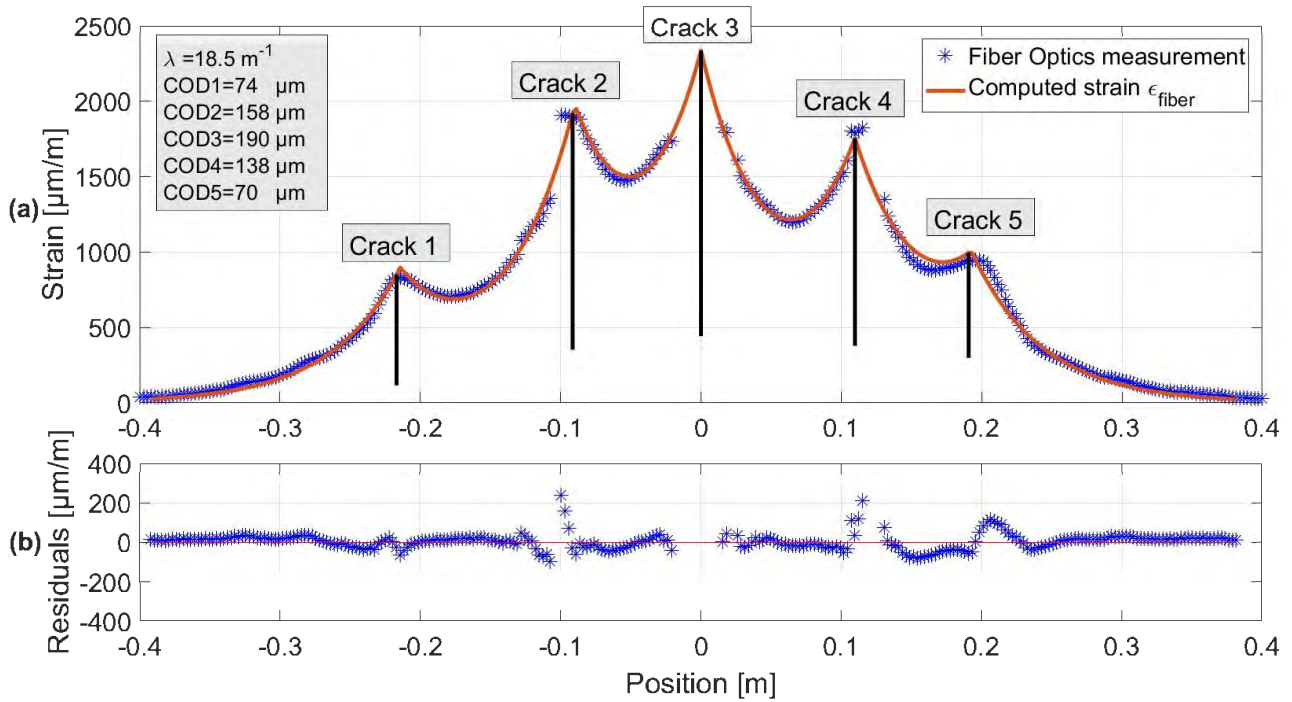 (a)
Strain [µm/m]
2500
2000
1500
1000
500
0
λ =18.5 m⁻¹
COD1=74 µm
COD2=158 µm
COD3=190 µm
COD4=138 µm
COD5=70 µm
Crack 1
Crack 2
Crack 3
Crack 4
Crack 5
Fiber Optics measurement
Computed strain ϵfiber
-0.4 -0.3 -0.2 -0.1 0 0.1 0.2 0.3 0.4
(b)
Residuals [µm/m]
400
200
0
-200
-400
-0.4 -0.3 -0.2 -0.1 0 0.1 0.2 0.3 0.4
Position [m]